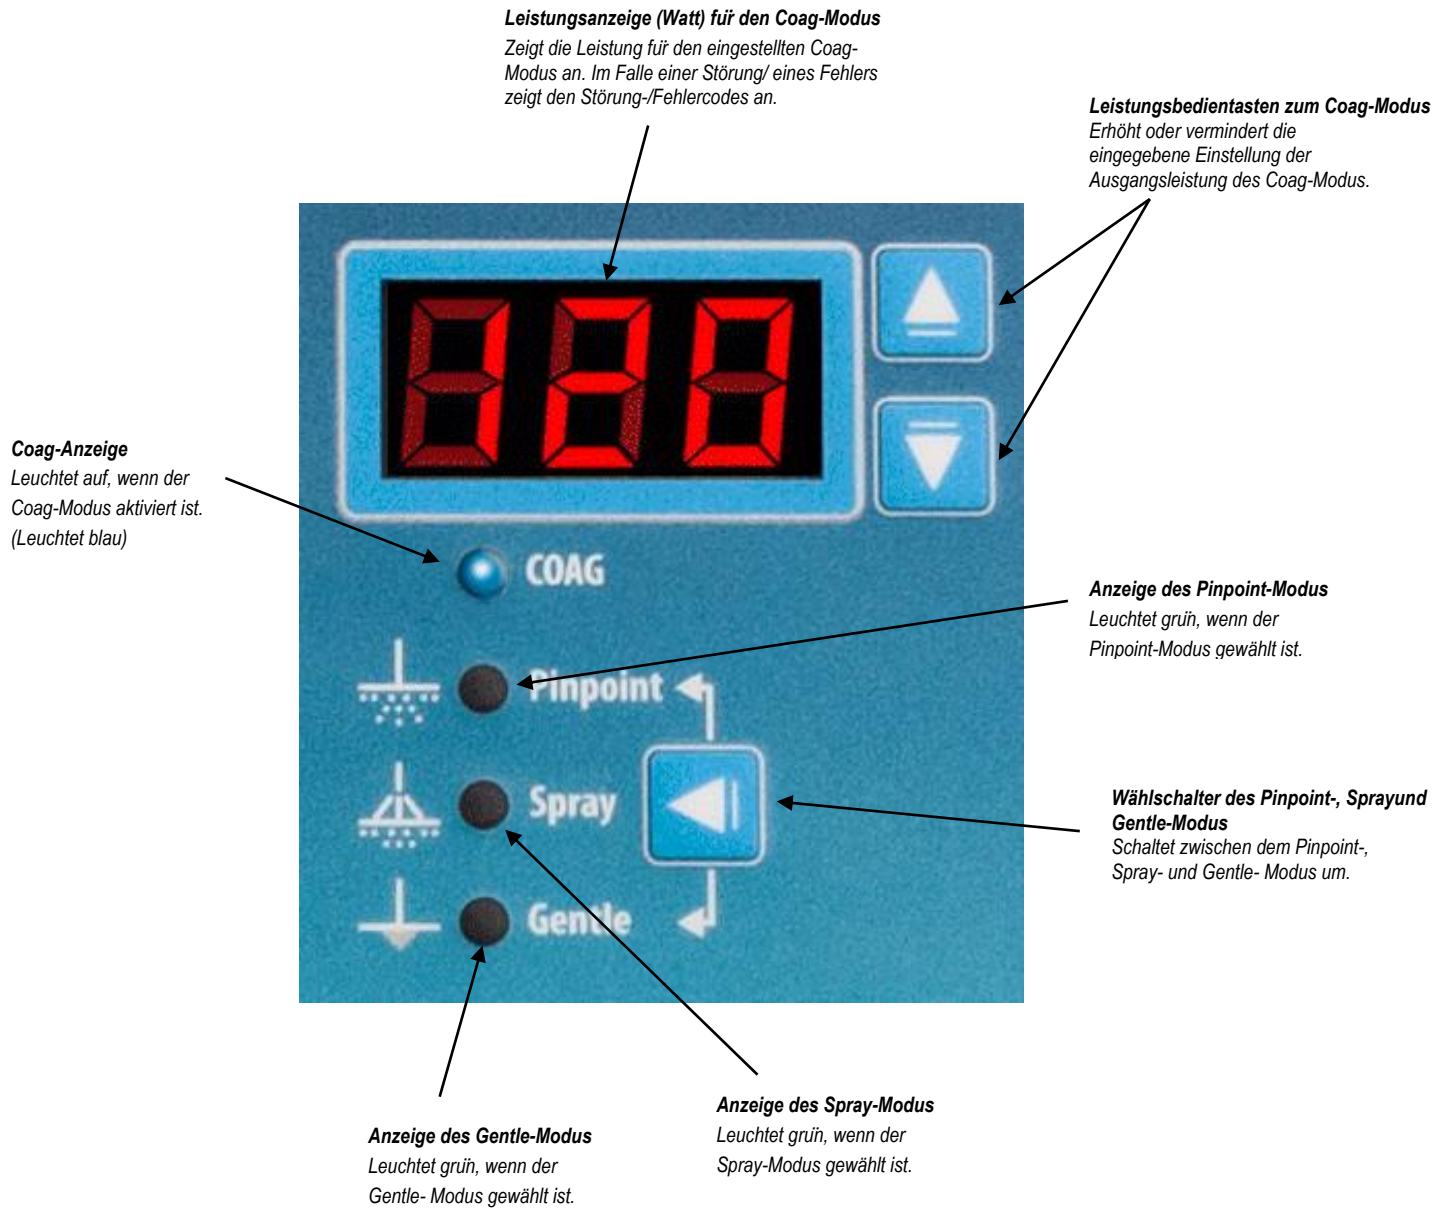 Leistungsanzeige (Watt) für den Coag-Modus
Zeigt die Leistung für den eingestellten Coag-
Modus an. Im Falle einer Störung/ eines Fehlers
zeigt den Störung-/Fehlercodes an.
Leistungsbedientasten zum Coag-Modus
Erhöht oder vermindert die
eingegebene Einstellung der
Ausgangsleistung des Coag-Modus.
120
Coag-Anzeige
Leuchtet auf, wenn der
Coag-Modus aktiviert ist.
(Leuchtet blau)
COAG
Anzeige des Pinpoint-Modus
Leuchtet grün, wenn der
Pinpoint-Modus gewählt ist.
Pinpoint
Spray
Wählschalter des Pinpoint-, Sprayund
Gentle-Modus
Schaltet zwischen dem Pinpoint-,
Spray- und Gentle- Modus um.
Gentle
Anzeige des Spray-Modus
Leuchtet grün, wenn der
Spray-Modus gewählt ist.
Anzeige des Gentle-Modus
Leuchtet grün, wenn der
Gentle- Modus gewählt ist.